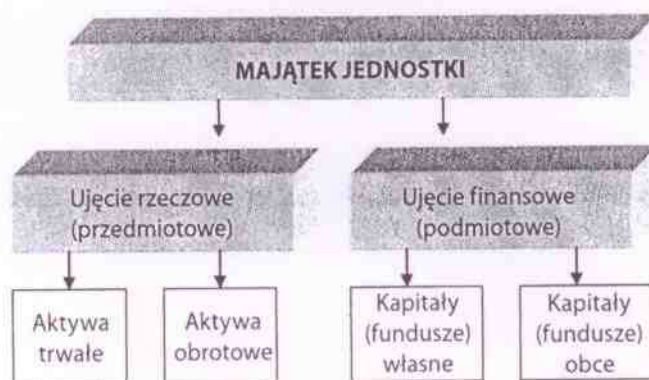 MAJĄTEK JEDNOSTKI
Ujęcie rzeczowe
(przedmiotowe)
Ujęcie finansowe
(podmiotowe)
Aktywa
trwałe
Aktywa
obrotowe
Kapitały
(fundusze)
własne
Kapitały
(fundusze)
obce